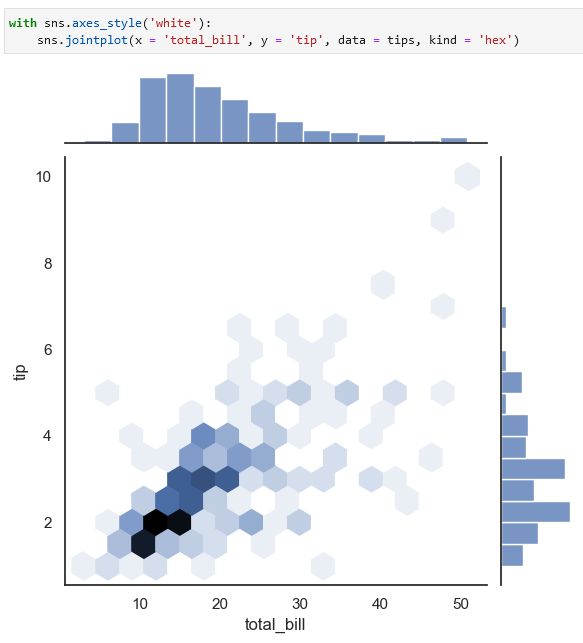 with sns.axes_style('white'):
    sns.jointplot(x = 'total_bill', y = 'tip', data = tips, kind = 'hex')
10
8
6
4
2
tip
10 20 30 40 50
total_bill